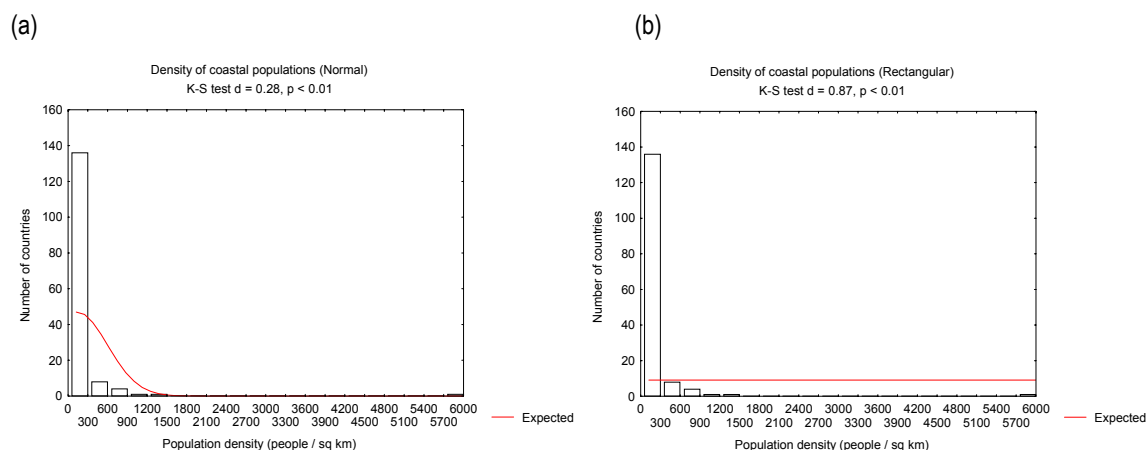 (a)
Density of coastal populations (Normal)
K-S test d = 0.28, p < 0.01
Number of countries
160
140
120
100
80
60
40
20
0
0 600 1200 1800 2400 3000 3600 4200 4800 5400 6000
300 900 1500 2100 2700 3300 3900 4500 5100 5700
Population density (people / sq km)
Expected
(b)
Density of coastal populations (Rectangular)
K-S test d = 0.87, p < 0.01
Number of countries
160
140
120
100
80
60
40
20
0
0 600 1200 1800 2400 3000 3600 4200 4800 5400 6000
300 900 1500 2100 2700 3300 3900 4500 5100 5700
Population density (people / sq km)
Expected